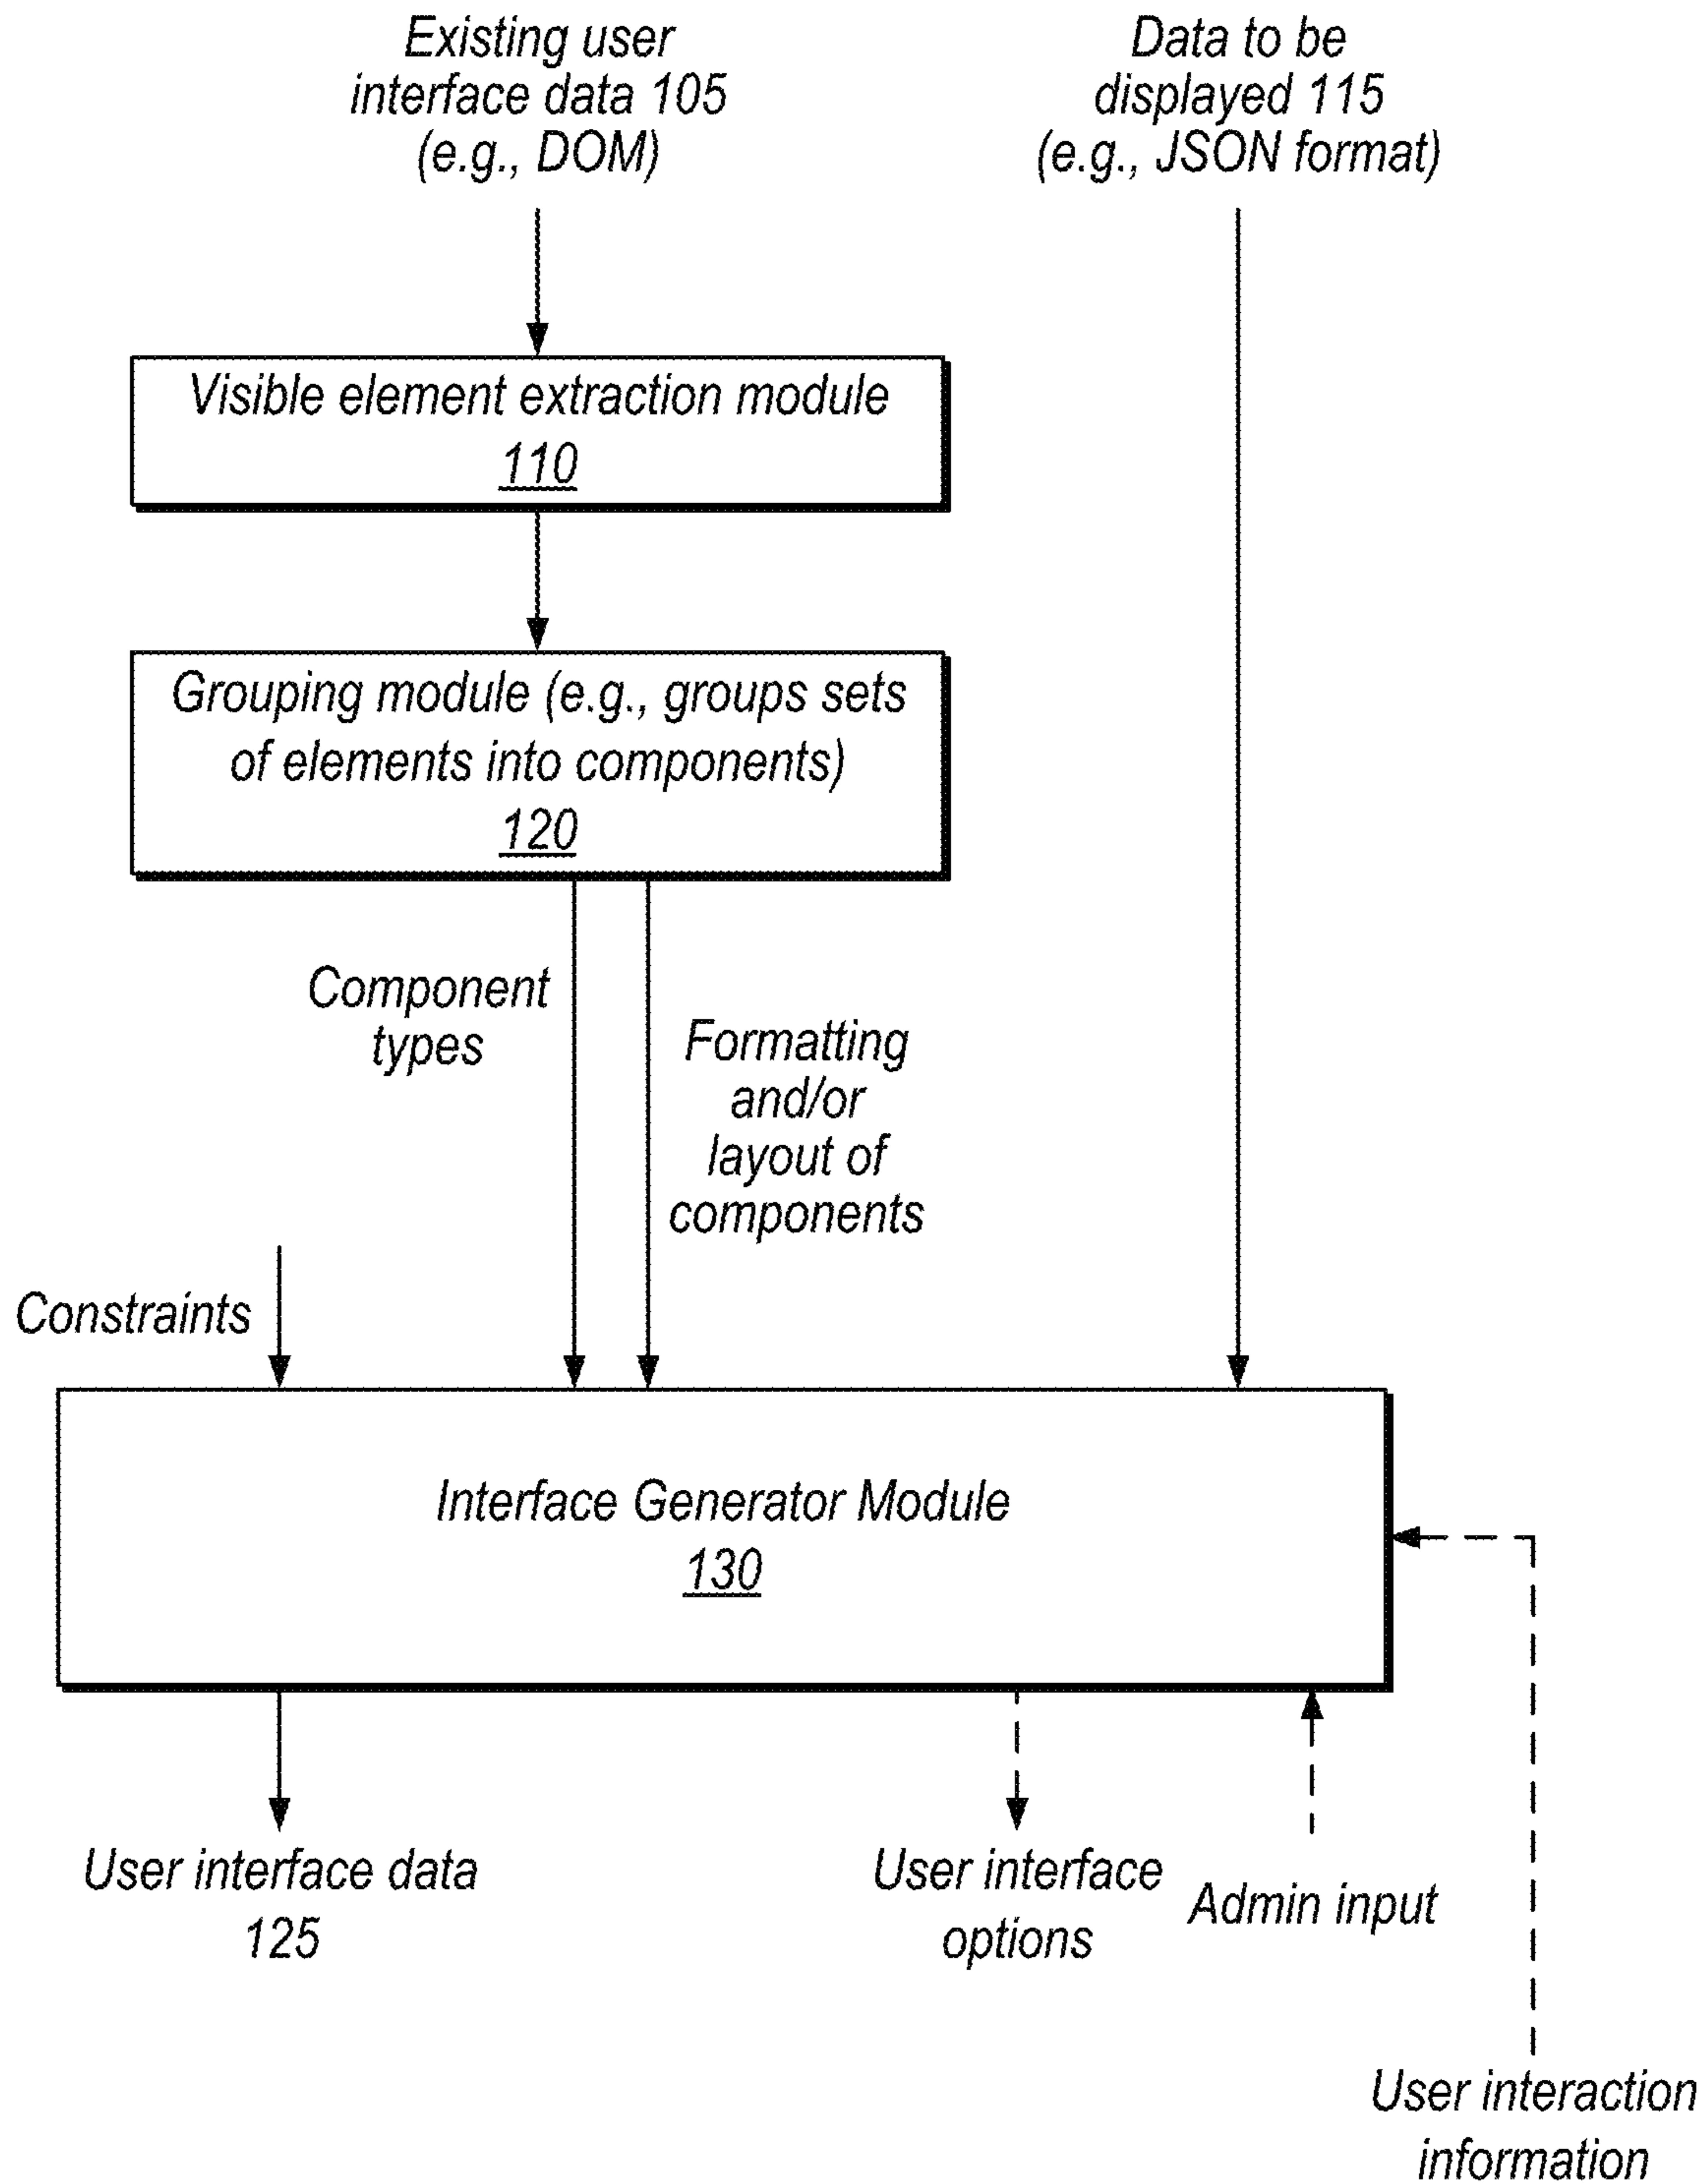 Existing user
interface data 105
(e.g., DOM)
Data to be
displayed 115
(e.g., JSON format)
Visible element extraction module
110
Grouping module (e.g., groups sets
of elements into components)
120
Component
types
Formatting
and/or
layout of
components
Constraints
Interface Generator Module
130
User interface data
125
User interface
options
Admin input
User interaction
information